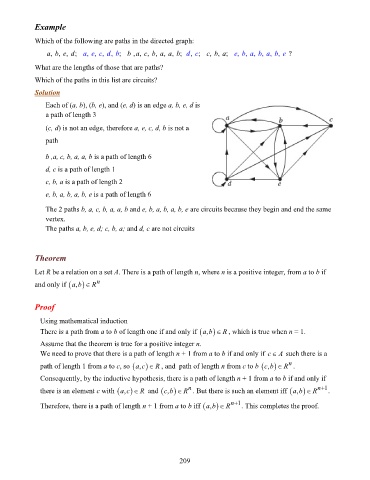 Example
Which of the following are paths in the directed graph:
a, b, e, d;  a, e, c, d, b;  b ,a, c, b, a, a, b;  d, c;  c, b, a;  e, b, a, b, a, b, e ?
What are the lengths of those that are paths?
Which of the paths in this list are circuits?
Solution
Each of (a, b), (b, e), and (e, d) is an edge a, b, e, d is
a path of length 3
(c, d) is not an edge, therefore a, e, c, d, b is not a
path
b ,a, c, b, a, a, b is a path of length 6
d, c is a path of length 1
c, b, a is a path of length 2
e, b, a, b, a, b, e is a path of length 6
a b c
d e
The 2 paths b, a, c, b, a, a, b and e, b, a, b, a, b, e are circuits because they begin and end the same
vertex.
The paths a, b, e, d; c, b, a; and d, c are not circuits
Theorem
Let R be a relation on a set A. There is a path of length n, where n is a positive integer, from a to b if
and only if (a,b) ∈ Rⁿ
Proof
Using mathematical induction
There is a path from a to b of length one if and only if (a,b) ∈ R, which is true when n = 1.
Assume that the theorem is true for a positive integer n.
We need to prove that there is a path of length n + 1 from a to b if and only if c ∈ A such there is a
path of length 1 from a to c, so (a,c) ∈ R, and path of length n from c to b (c,b) ∈ Rⁿ.
Consequently, by the inductive hypothesis, there is a path of length n + 1 from a to b if and only if
there is an element c with (a,c) ∈ R and (c,b) ∈ Rⁿ. But there is such an element iff (a,b) ∈ Rⁿ⁺¹.
Therefore, there is a path of length n + 1 from a to b iff (a,b) ∈ Rⁿ⁺¹. This completes the proof.
209